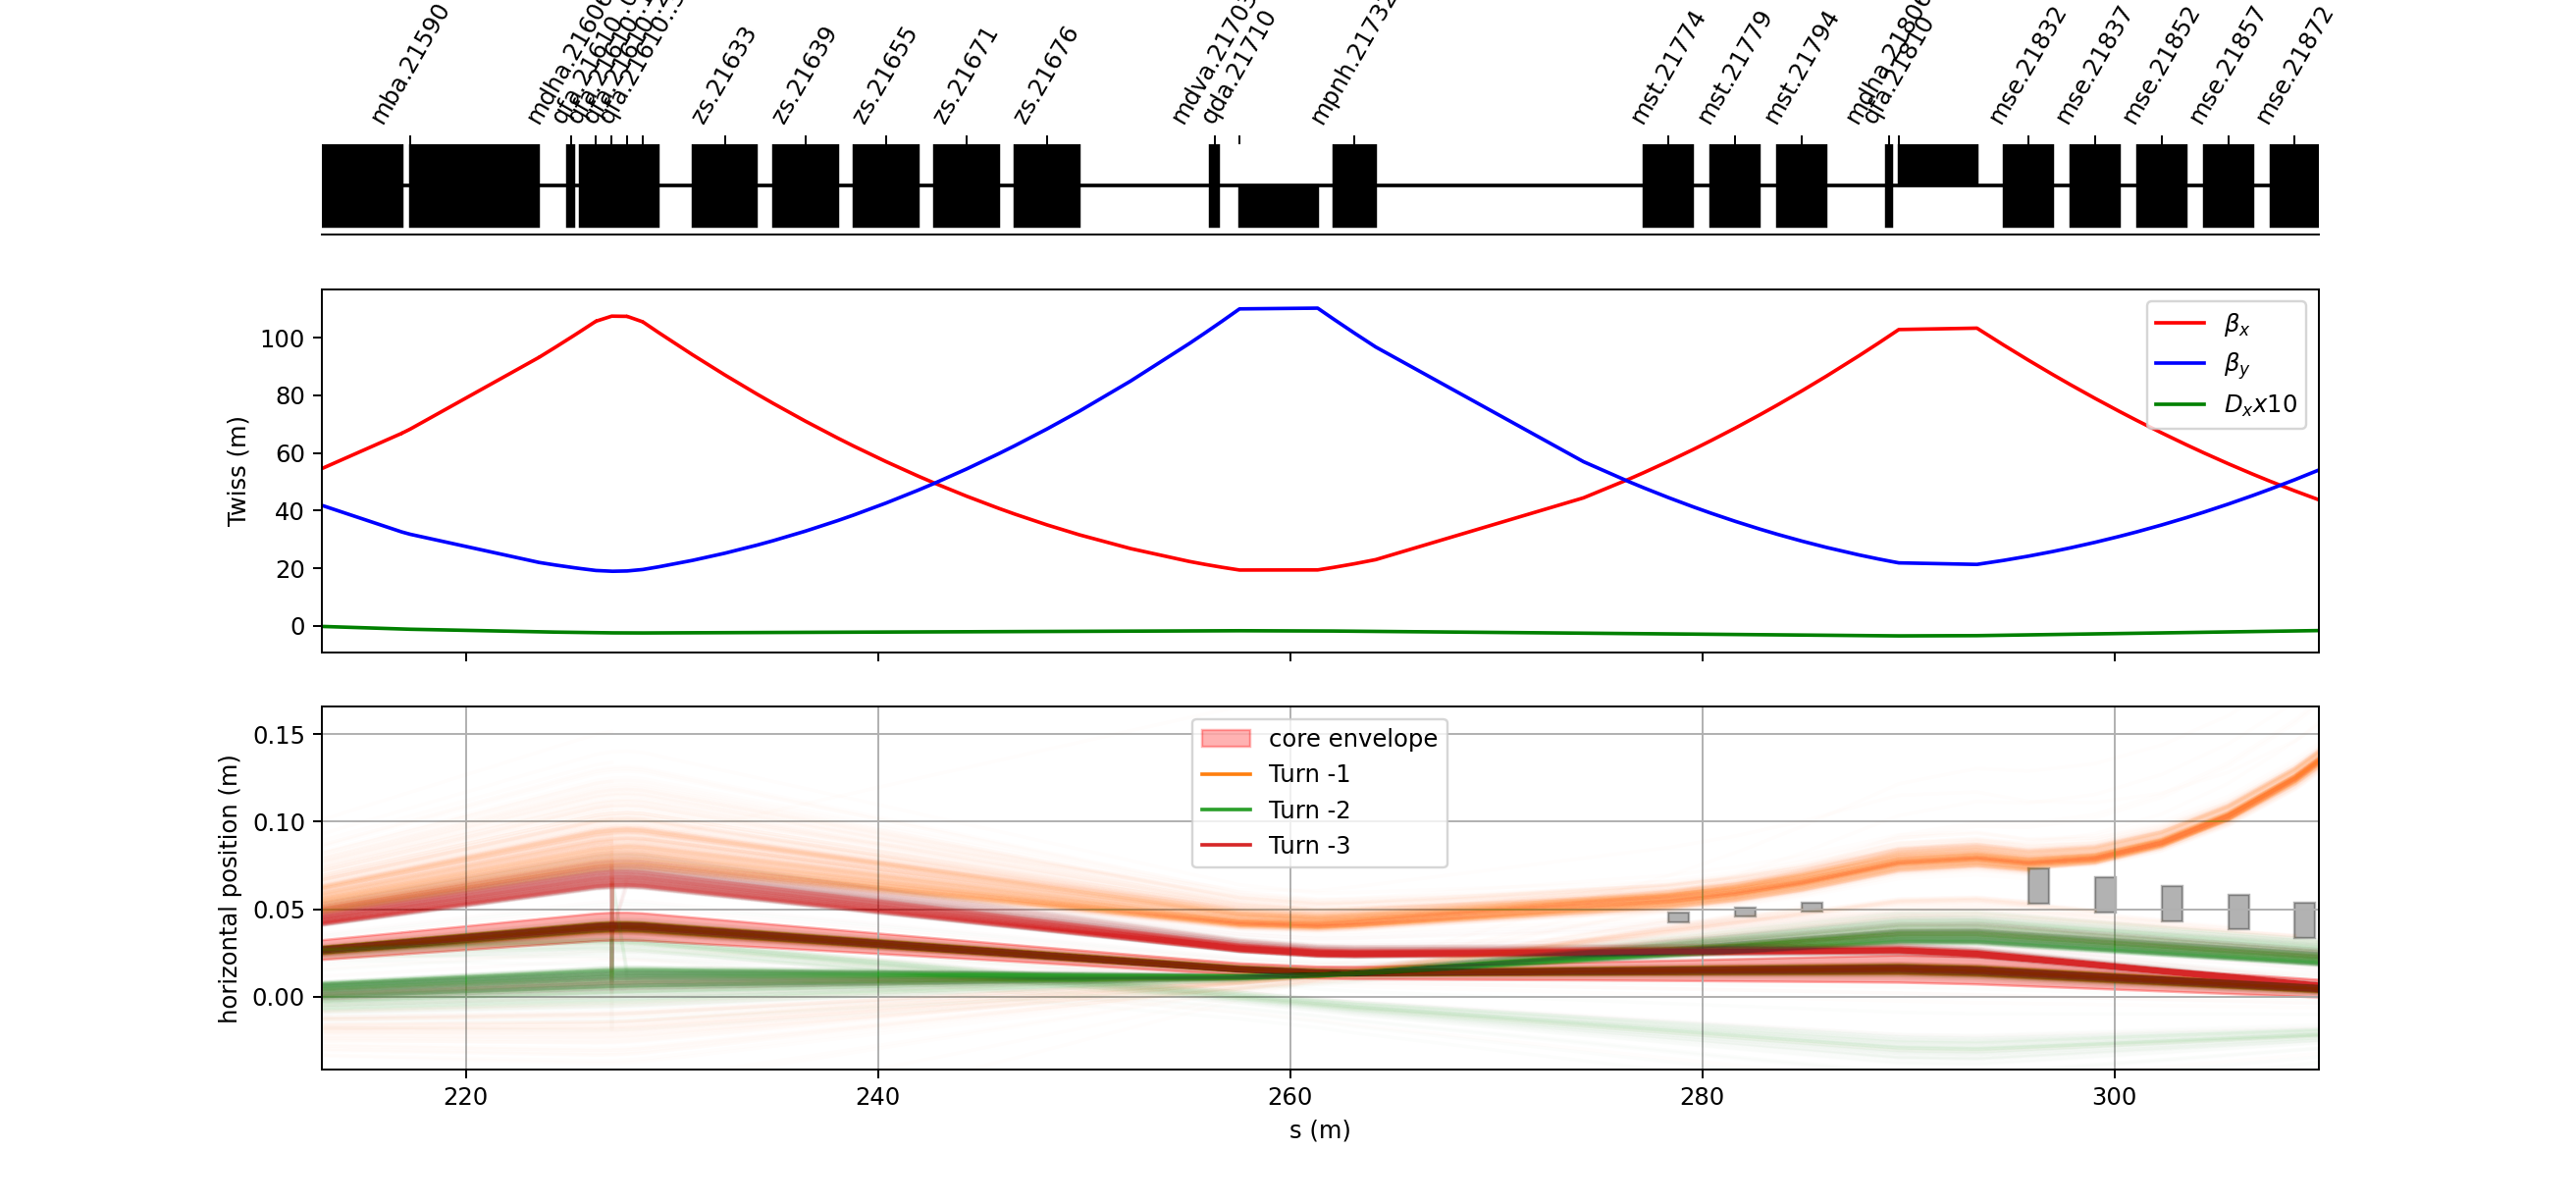 mba.21590
zs.21633
zs.21639
zs.21655
zs.21671
zs.21676
qda.21710
mst.21774
mst.21779
mst.21794
qfa.21810
mse.21832
mse.21837
mse.21852
mse.21857
mse.21872
Twiss (m)
100
80
60
40
20
0
βx
βy
Dxx10
horizontal position (m)
0.15
0.10
0.05
0.00
core envelope
Turn -1
Turn -2
Turn -3
220
240
260
280
300
s (m)